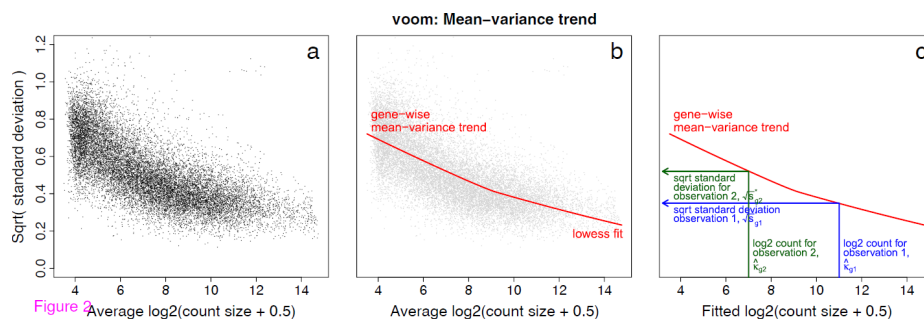 voom: Mean-variance trend
a
Sqrt( standard deviation )
0.0 0.2 0.4 0.6 0.8 1.0 1.2
4 6 8 10 12 14
Average log2(count size + 0.5)
Figure 2
b
gene-wise
mean-variance trend
lowess fit
4 6 8 10 12 14
Average log2(count size + 0.5)
c
gene-wise
mean-variance trend
sqrt standard
deviation for
observation 2, √s*g2
sqrt standard deviation
observation 1, √s*g1
log2 count for
observation 2,
κ̂g2
log2 count for
observation 1,
κ̂g1
4 6 8 10 12 14
Fitted log2(count size + 0.5)